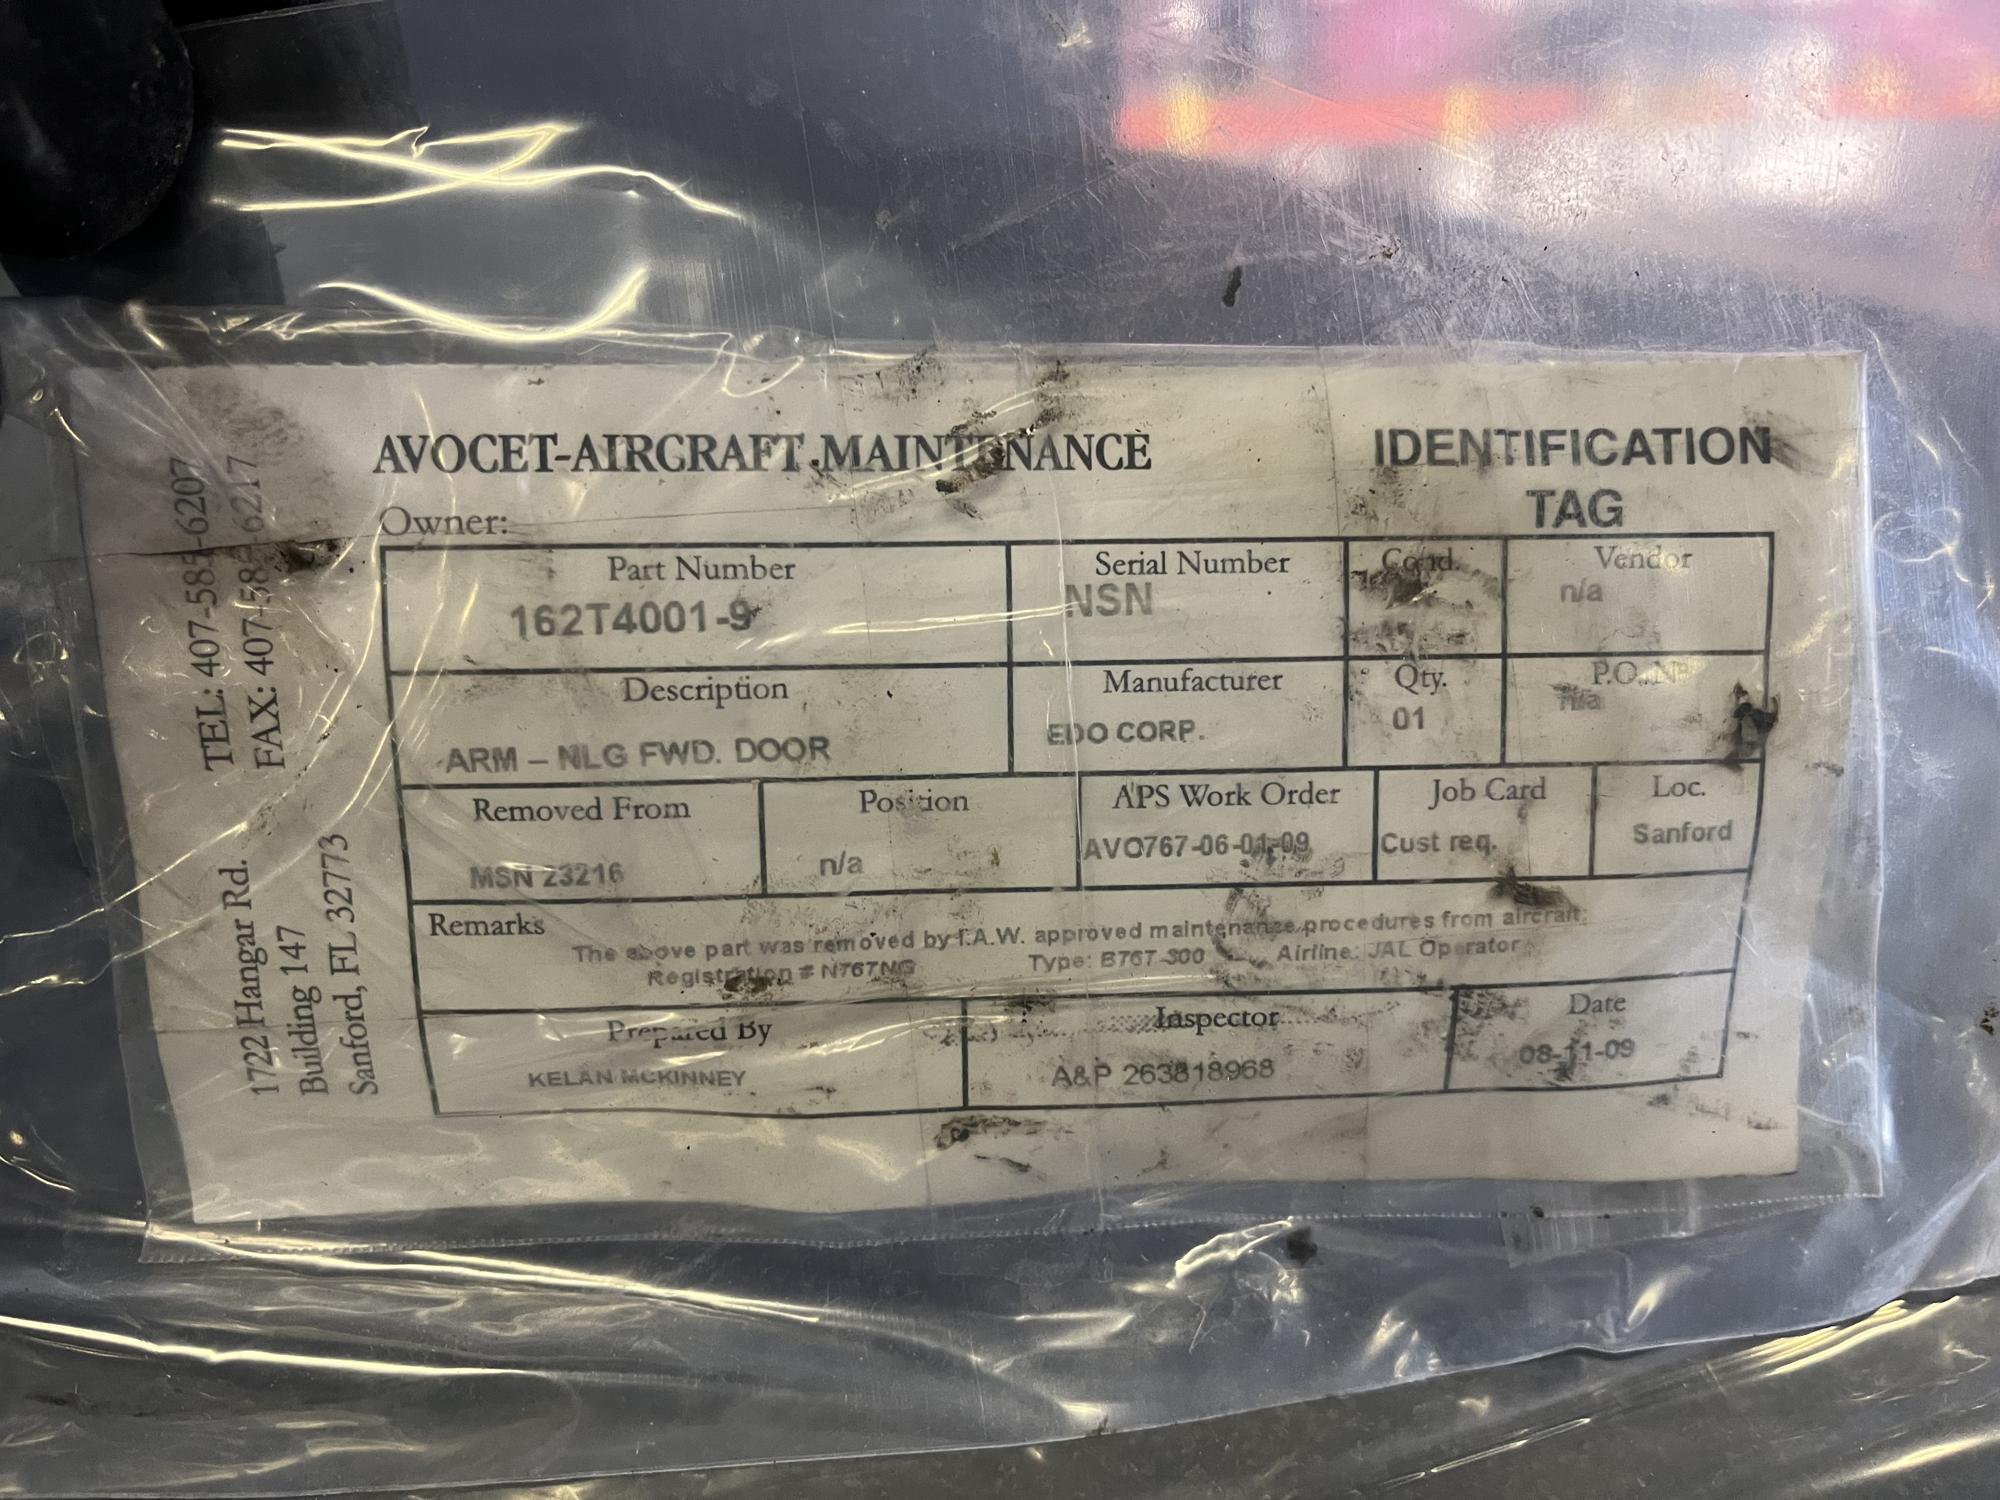 AVOCET-AIRCRAFT MAINTENANCE
IDENTIFICATION
TAG
Owner:
Part Number
162T4001-9
Serial Number
NSN
Cond.
Vendor
n/a
Description
ARM – NLG FWD. DOOR
Manufacturer
EDO CORP.
Qty.
01
P.O. Nº
n/a
Removed From
MSN 23216
Position
n/a
APS Work Order
AVO767-06-01-09
Job Card
Cust req.
Loc.
Sanford
Remarks
The above part was removed by I.A.W. approved maintenance procedures from aircraft:
Registration # N767NG Type: B767-300 Airline: JAL Operator
Prepared By
KELAN MCKINNEY
Inspector
A&P 263818968
Date
08-11-09
TEL: 407-585-6207
FAX: 407-585-6217
1722 Hangar Rd.
Building 147
Sanford, FL 32773